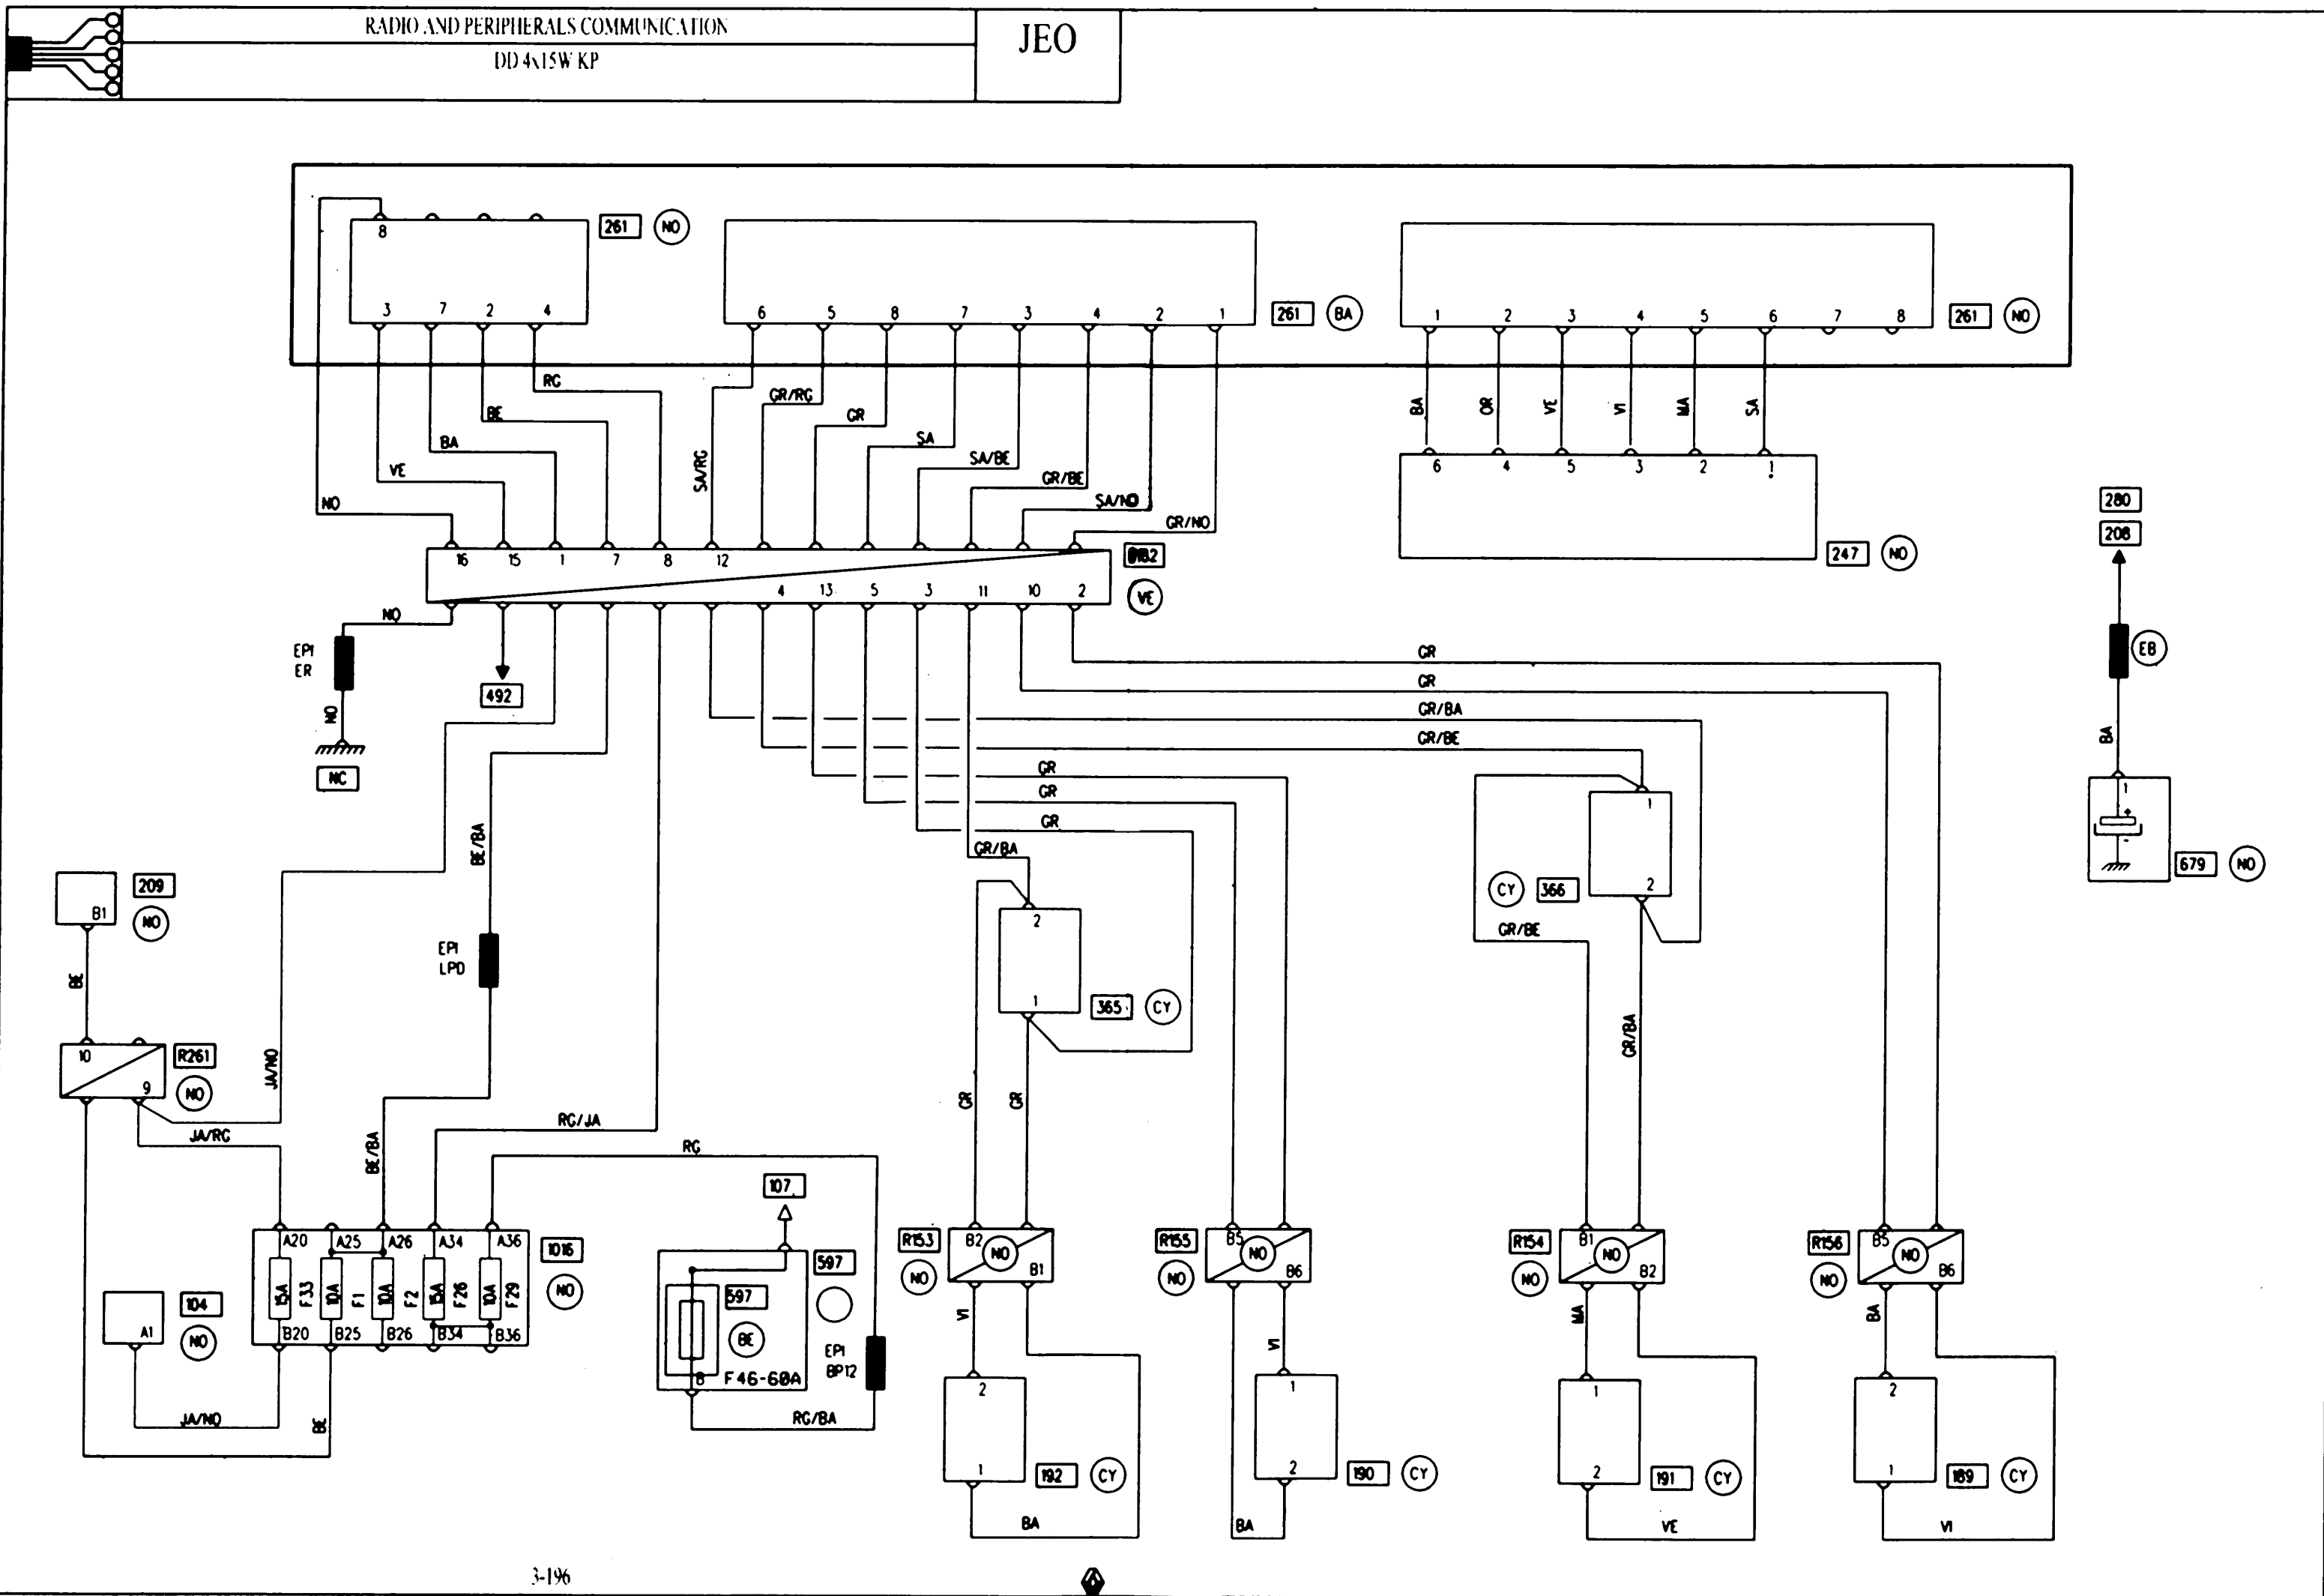 RADIO AND PERIPHERALS COMMUNICATION
DD 4x15W KP
JEO
8
261 NO
3 7 2 4
6 5 8 7 3 4 2 1
261 BA
1 2 3 4 5 6 7 8
261 NO
RG
BE
BA
VE
NO
SA/RG
GR/RG
GR
SA
SA/BE
GR/BE
SA/NO
GR/NO
BA OR VE VI MA SA
6 4 5 3 2 1
247 NO
280
208
EB
BA
1
+
-
679 NO
16 15 1 7 8 12
4 13 5 3 11 10 2
VE
NO
EPI
ER
NO
NC
492
GR
GR
GR/BA
GR/BE
GR
GR
GR
GR/BA
BE/BA
EPI
LPD
209
B1
NO
BE
10
9
R261
NO
JA/NO
JA/RG
BE/BA
RG/JA
RG
2
1
365 CY
GR GR
1
2
CY 366
GR/BE
GR/BA
A20 A25 A26 A34 A36
15A F33 10A F1 10A F2 15A F26 10A F29
B20 B25 B26 B34 B36
1016
NO
104
A1
NO
JA/NO
BE
107
597
597
BE
B F46-60A
EPI
BP12
RG/BA
R153
NO
B2 NO B1
R155
NO
B5 NO B6
R154
NO
B1 NO B2
R156
NO
B5 NO B6
VI
VI
MA
BA
2
1
192 CY
BA
1
2
190 CY
BA
1
2
191 CY
VE
2
1
189 CY
VI
3-196